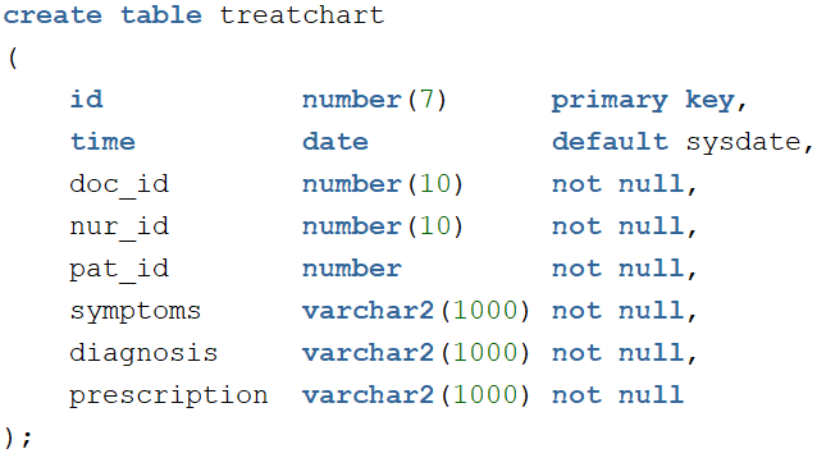 create table treatchart
(
id number(7) primary key,
time date default sysdate,
doc_id number(10) not null,
nur_id number(10) not null,
pat_id number not null,
symptoms varchar2(1000) not null,
diagnosis varchar2(1000) not null,
prescription varchar2(1000) not null
);